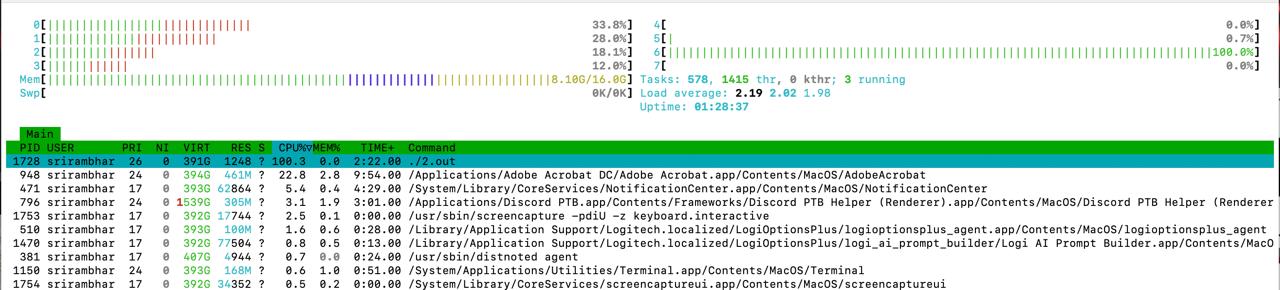 0[|||||||||||||||||||||||||||||| 33.8%] 4[ 0.0%]
1[|||||||||||||||||||||||| 28.0%] 5[| 0.7%]
2[|||||||||||||||| 18.1%] 6[||||||||||||||||||||||||||||||||||||||||||||||||||||||||||||||||||||||||||||||||100.0%]
3[||||||||||| 12.0%] 7[ 0.0%]
Mem[|||||||||||||||||||||||||||||||||||||||||||||||||||||||||||||||||||||||||8.10G/16.0G] Tasks: 578, 1415 thr, 0 kthr; 3 running
Swp[ 0K/0K] Load average: 2.19 2.02 1.98
Uptime: 01:28:37
Main
PID USER PRI NI VIRT RES S CPU%▽MEM% TIME+ Command
1728 srirambhar 26 0 391G 1248 ? 100.3 0.0 2:22.00 ./2.out
948 srirambhar 24 0 394G 461M ? 22.8 2.8 9:54.00 /Applications/Adobe Acrobat DC/Adobe Acrobat.app/Contents/MacOS/AdobeAcrobat
471 srirambhar 17 0 393G 62864 ? 5.4 0.4 4:29.00 /System/Library/CoreServices/NotificationCenter.app/Contents/MacOS/NotificationCenter
796 srirambhar 24 0 1539G 305M ? 3.1 1.9 3:01.00 /Applications/Discord PTB.app/Contents/Frameworks/Discord PTB Helper (Renderer).app/Contents/MacOS/Discord PTB Helper (Renderer
1753 srirambhar 17 0 392G 17744 ? 2.5 0.1 0:00.00 /usr/sbin/screencapture -pdiU -z keyboard.interactive
510 srirambhar 17 0 393G 100M ? 1.6 0.6 0:28.00 /Library/Application Support/Logitech.localized/LogiOptionsPlus/logioptionsplus_agent.app/Contents/MacOS/logioptionsplus_agent
1470 srirambhar 17 0 392G 77504 ? 0.8 0.5 0:13.00 /Library/Application Support/Logitech.localized/LogiOptionsPlus/logi_ai_prompt_builder/Logi AI Prompt Builder.app/Contents/MacO
381 srirambhar 17 0 407G 4944 ? 0.7 0.0 2:24.00 /usr/sbin/distnoted agent
1150 srirambhar 24 0 392G 168M ? 0.6 1.0 0:51.00 /System/Applications/Utilities/Terminal.app/Contents/MacOS/Terminal
1754 srirambhar 17 0 392G 34352 ? 0.5 0.2 0:00.00 /System/Library/CoreServices/screencaptureui.app/Contents/MacOS/screencaptureui